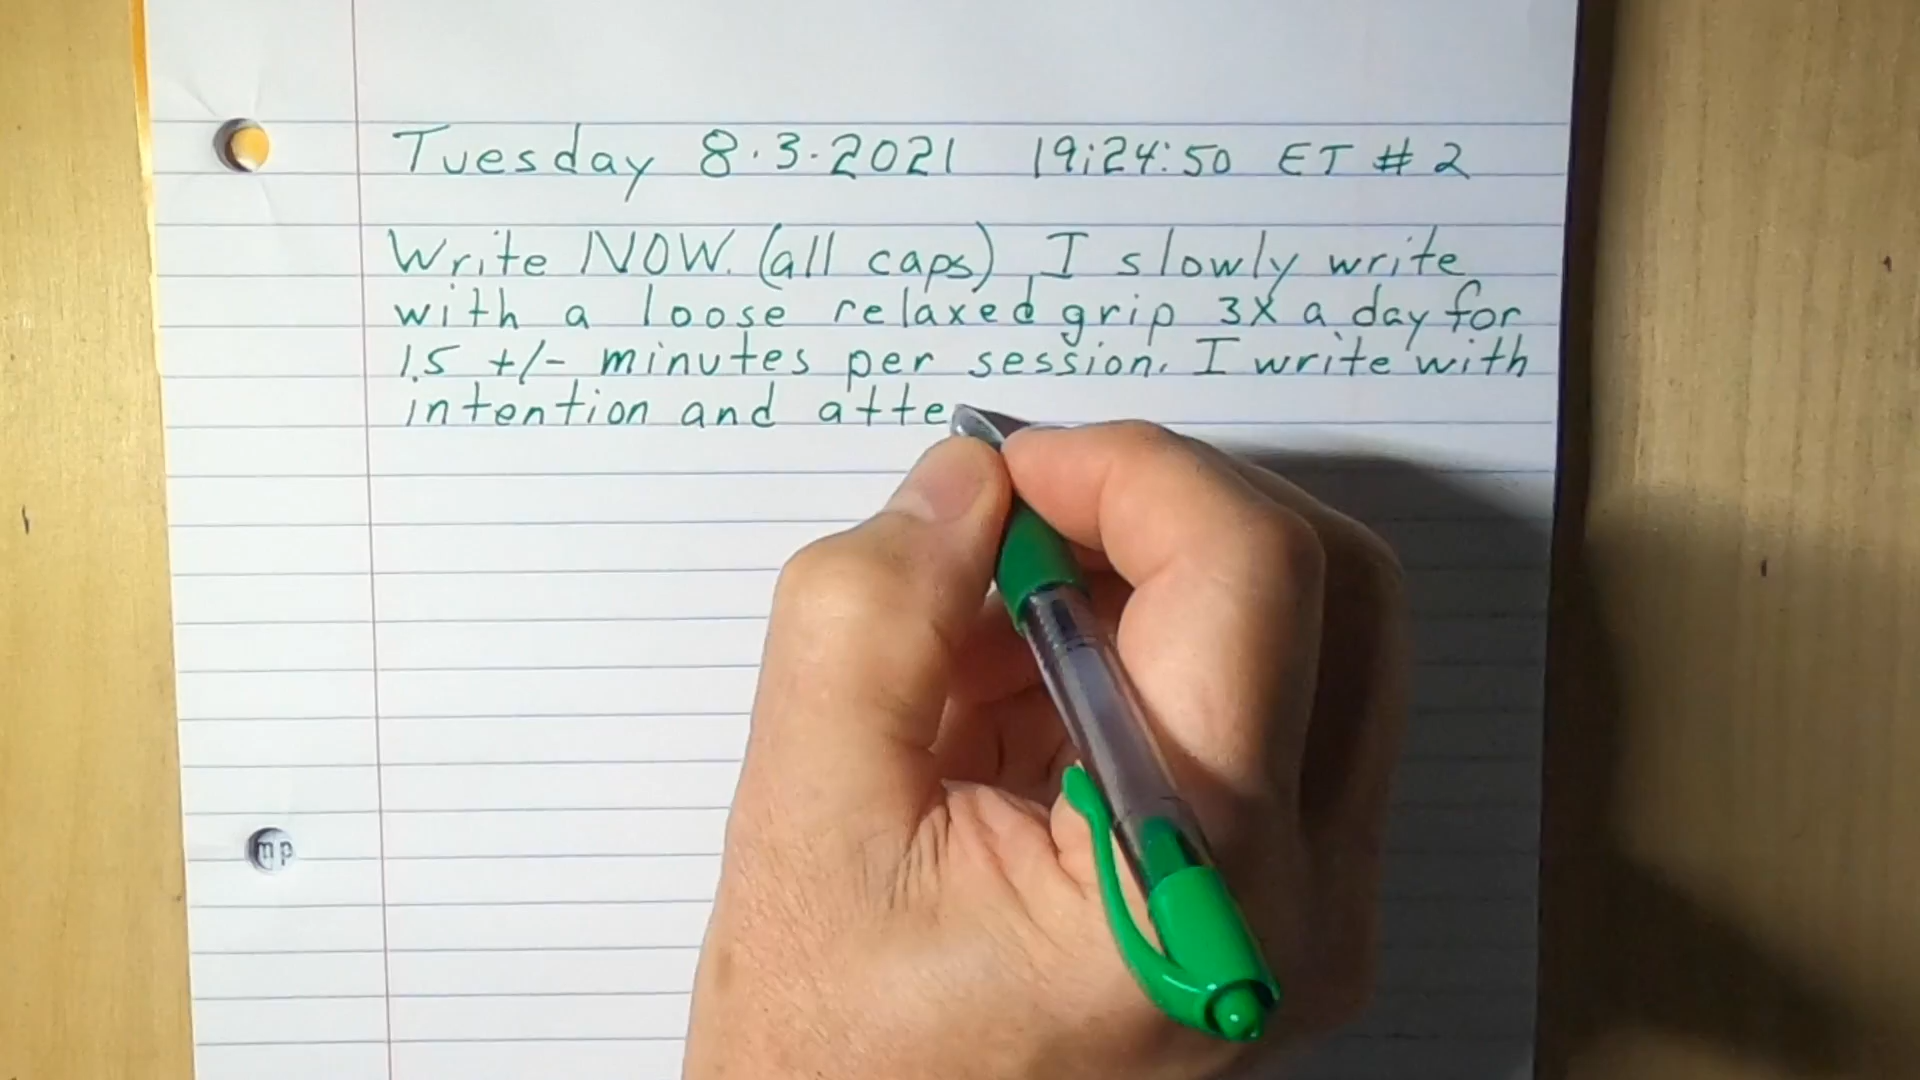 Tuesday 8.3.2021 19:24:50 ET # 2
Write NOW. (all caps) I slowly write
with a loose relaxed grip 3X a day for
1.5 +/- minutes per session. I write with
intention and atte
mp